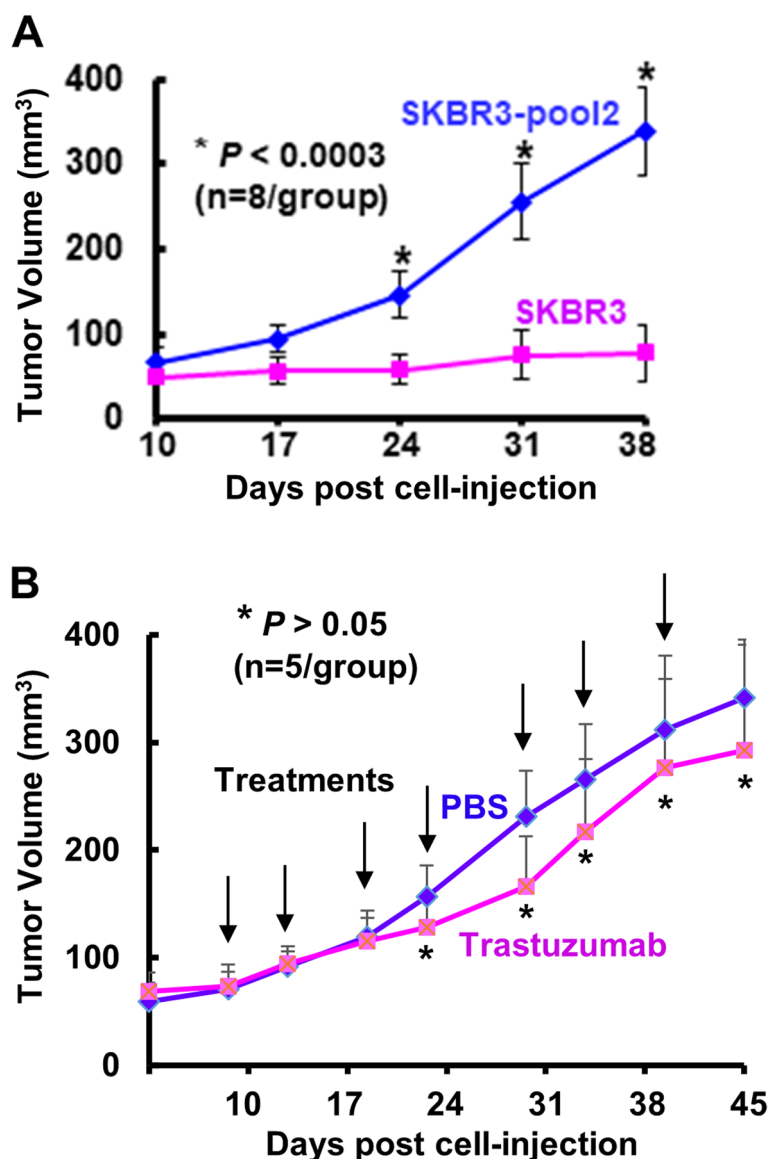 A
Tumor Volume (mm³)
400
300
200
100
0
* P < 0.0003
(n=8/group)
SKBR3-pool2
*
*
*
SKBR3
10 17 24 31 38
Days post cell-injection
B
Tumor Volume (mm³)
400
300
200
100
0
* P > 0.05
(n=5/group)
Treatments
PBS
Trastuzumab
* * * * *
10 17 24 31 38 45
Days post cell-injection